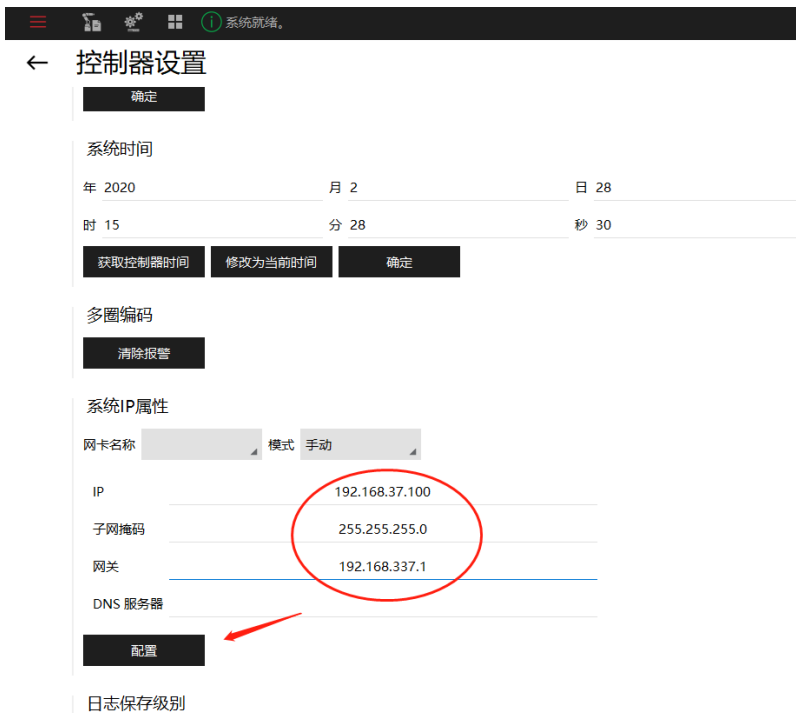 系统就绪。
控制器设置
确定
系统时间
年 2020 月 2 日 28
时 15 分 28 秒 30
获取控制器时间 修改为当前时间 确定
多圈编码
清除报警
系统IP属性
网卡名称 模式 手动
IP 192.168.37.100
子网掩码 255.255.255.0
网关 192.168.337.1
DNS 服务器
配置
日志保存级别